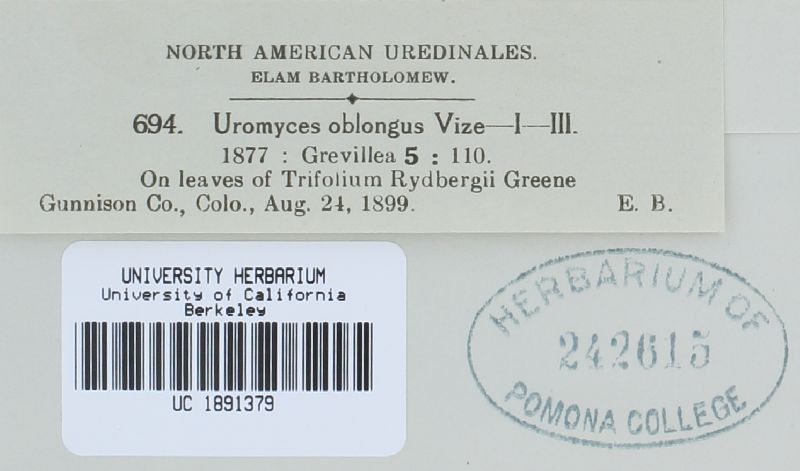 NORTH AMERICAN UREDINALES.
ELAM BARTHOLOMEW.
694. Uromyces oblongus Vize—I—III.
1877 : Grevillea 5 : 110.
On leaves of Trifolium Rydbergii Greene
Gunnison Co., Colo., Aug. 24, 1899. E. B.
UNIVERSITY HERBARIUM
University of California
Berkeley
UC 1891379
HERBARIUM OF
242615
POMONA COLLEGE